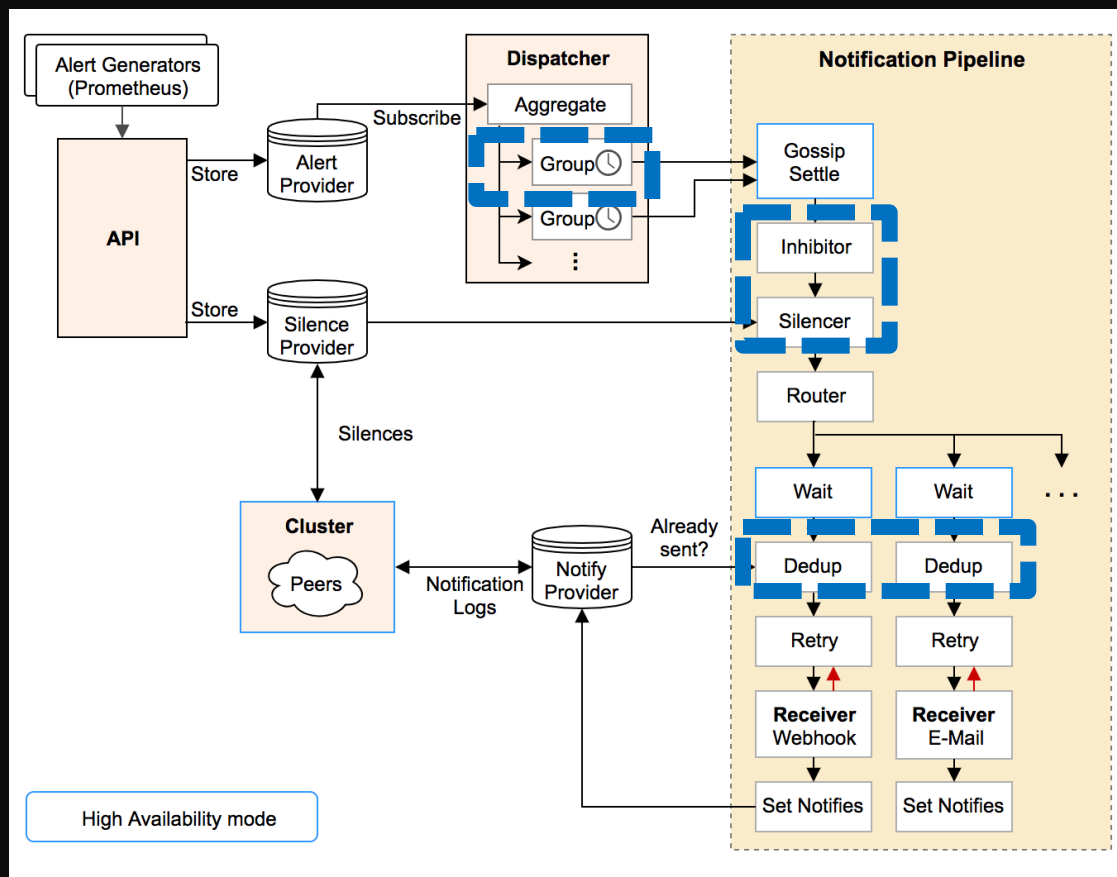 Alert Generators
(Prometheus)
API
Store
Alert
Provider
Subscribe
Dispatcher
Aggregate
Group
Group
Store
Silence
Provider
Silences
Cluster
Peers
Notification
Logs
Notify
Provider
Already
sent?
Notification Pipeline
Gossip
Settle
Inhibitor
Silencer
Router
Wait
Wait
...
Dedup
Dedup
Retry
Retry
Receiver
Webhook
Receiver
E-Mail
Set Notifies
Set Notifies
High Availability mode